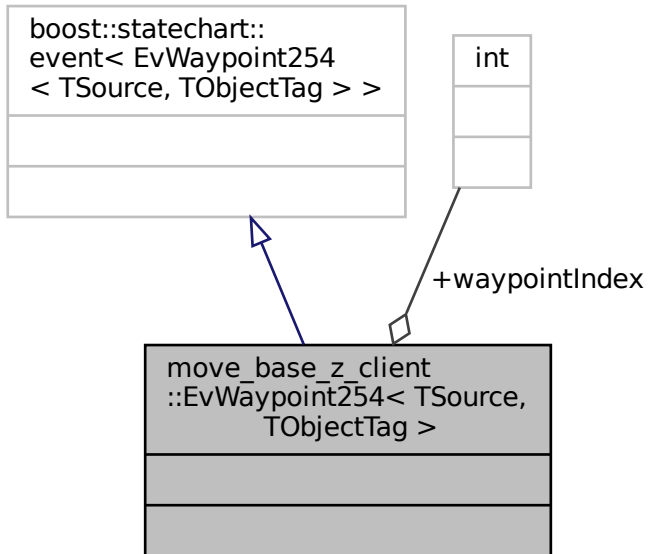 boost::statechart::
event< EvWaypoint254
< TSource, TObjectTag > >
int
+waypointIndex
move_base_z_client
::EvWaypoint254< TSource,
TObjectTag >